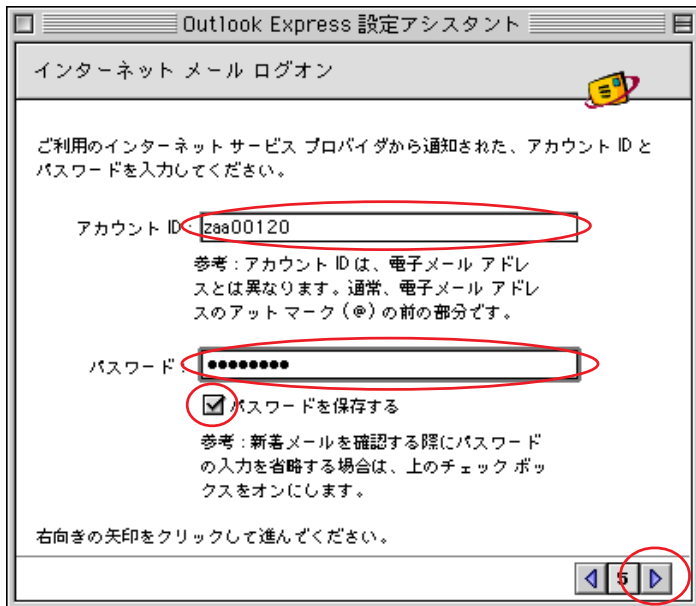 Outlook Express 設定アシスタント
インターネット メール ログオン
ご利用のインターネット サービス プロバイダから通知された、アカウント ID と
パスワードを入力してください。
アカウント ID : zaa00120
参考 : アカウント ID は、電子メール アドレ
スとは異なります。通常、電子メール アドレ
スのアット マーク (@) の前の部分です。
パスワード : ●●●●●●●●
パスワードを保存する
参考 : 新着メールを確認する際にパスワード
の入力を省略する場合は、上のチェック ボッ
クスをオンにします。
右向きの矢印をクリックして進んでください。
5